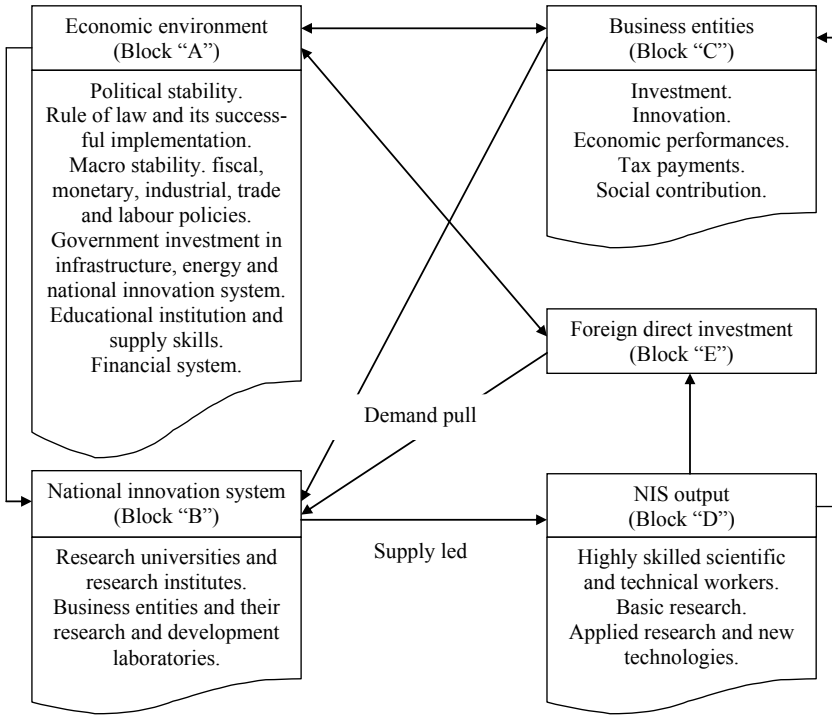 Economic environment
(Block “A”)
Political stability.
Rule of law and its success-
ful implementation.
Macro stability. fiscal,
monetary, industrial, trade
and labour policies.
Government investment in
infrastructure, energy and
national innovation system.
Educational institution and
supply skills.
Financial system.
Business entities
(Block “C”)
Investment.
Innovation.
Economic performances.
Tax payments.
Social contribution.
Foreign direct investment
(Block “E”)
Demand pull
National innovation system
(Block “B”)
Research universities and
research institutes.
Business entities and their
research and development
laboratories.
Supply led
NIS output
(Block “D”)
Highly skilled scientific
and technical workers.
Basic research.
Applied research and new
technologies.